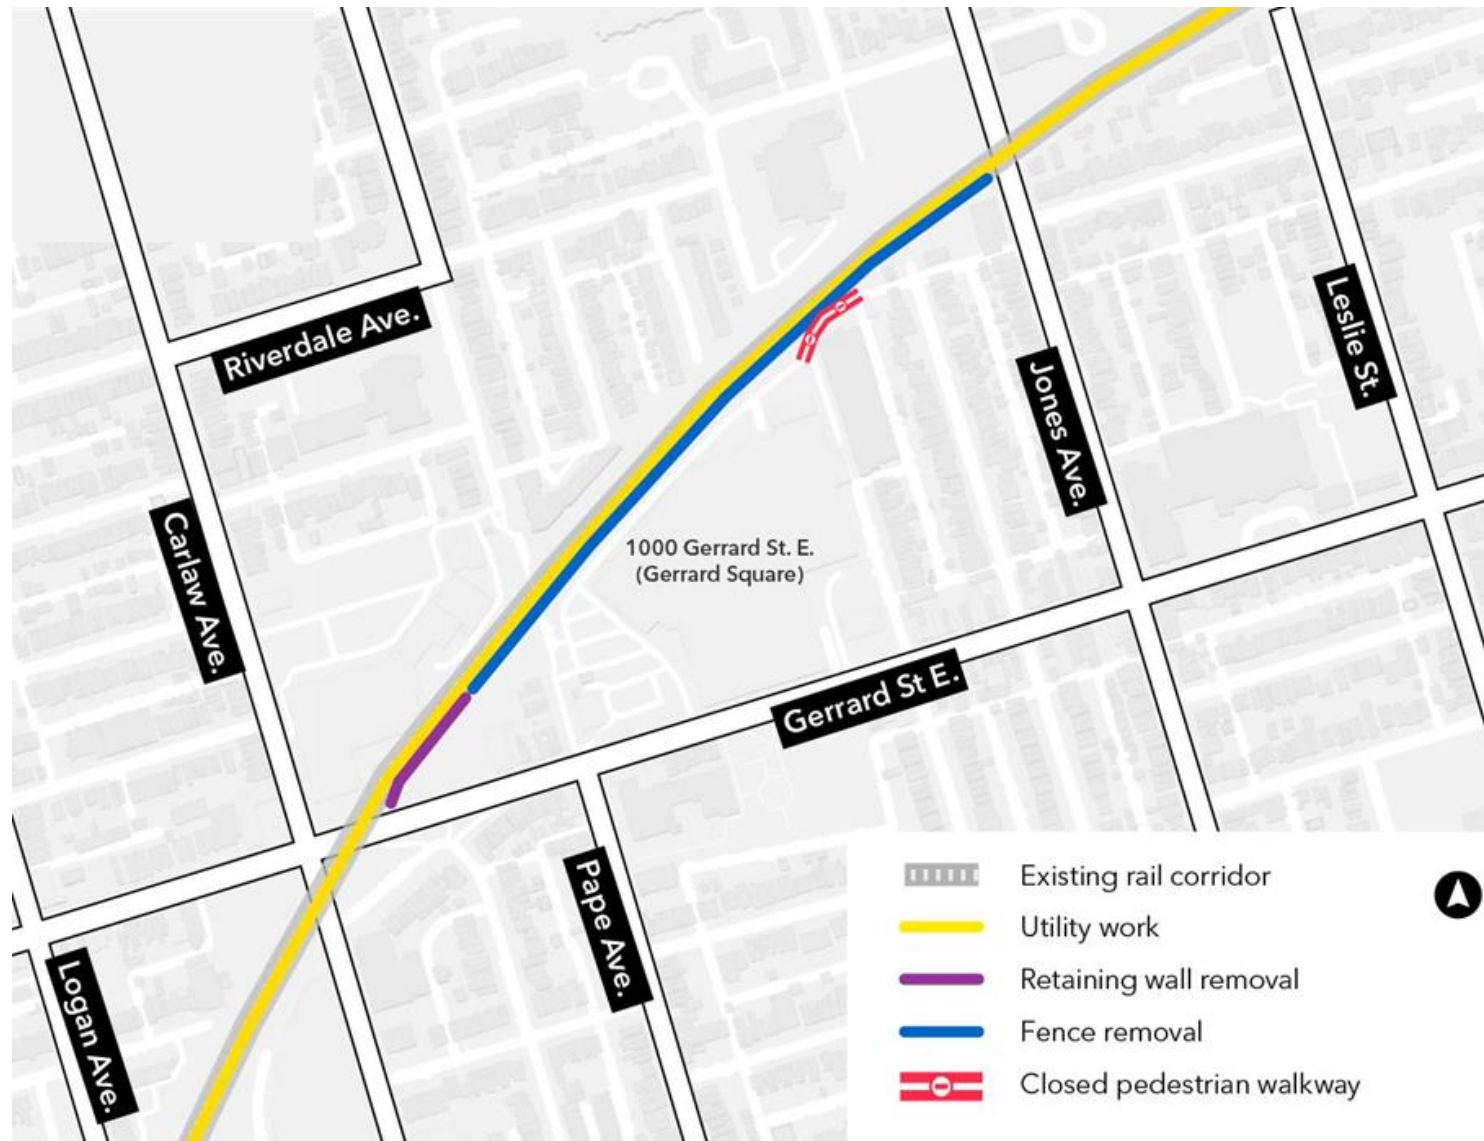 Riverdale Ave.
Leslie St.
Jones Ave.
Carlaw Ave.
1000 Gerrard St. E.
(Gerrard Square)
Gerrard St E.
Pape Ave.
Logan Ave.
Existing rail corridor
Utility work
Retaining wall removal
Fence removal
Closed pedestrian walkway